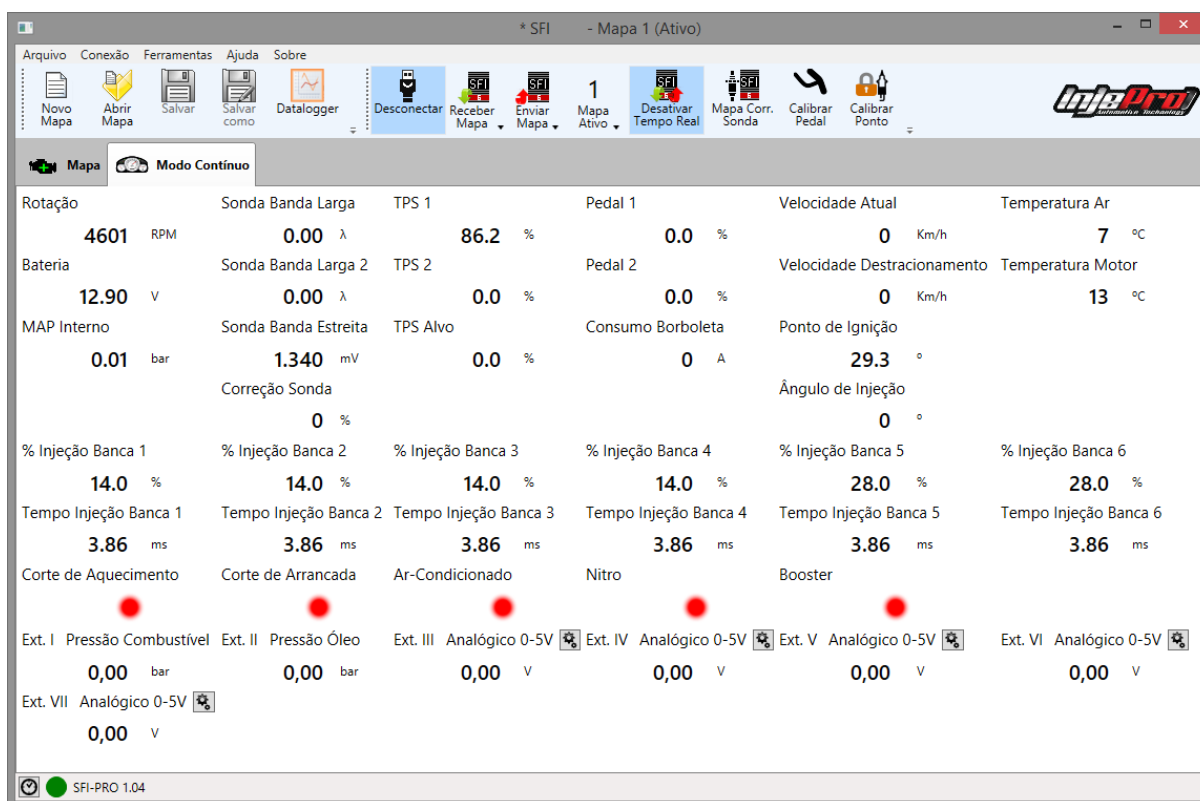 * SFI - Mapa 1 (Ativo)
Arquivo Conexão Ferramentas Ajuda Sobre
Novo Mapa
Abrir Mapa
Salvar
Salvar como
Datalogger
Desconectar
Receber Mapa
Enviar Mapa
1
Mapa Ativo
Desativar Tempo Real
Mapa Corr. Sonda
Calibrar Pedal
Calibrar Ponto
InjePro
Automotive Technology
Mapa Modo Contínuo
Rotação Sonda Banda Larga TPS 1 Pedal 1 Velocidade Atual Temperatura Ar
4601 RPM 0.00 λ 86.2 % 0.0 % 0 Km/h 7 ºC
Bateria Sonda Banda Larga 2 TPS 2 Pedal 2 Velocidade Destracionamento Temperatura Motor
12.90 V 0.00 λ 0.0 % 0.0 % 0 Km/h 13 ºC
MAP Interno Sonda Banda Estreita TPS Alvo Consumo Borboleta Ponto de Ignição
0.01 bar 1.340 mV 0.0 % 0 A 29.3 º
Correção Sonda Ângulo de Injeção
0 % 0 º
% Injeção Banca 1 % Injeção Banca 2 % Injeção Banca 3 % Injeção Banca 4 % Injeção Banca 5 % Injeção Banca 6
14.0 % 14.0 % 14.0 % 14.0 % 28.0 % 28.0 %
Tempo Injeção Banca 1 Tempo Injeção Banca 2 Tempo Injeção Banca 3 Tempo Injeção Banca 4 Tempo Injeção Banca 5 Tempo Injeção Banca 6
3.86 ms 3.86 ms 3.86 ms 3.86 ms 3.86 ms 3.86 ms
Corte de Aquecimento Corte de Arrancada Ar-Condicionado Nitro Booster
Ext. I Pressão Combustível Ext. II Pressão Óleo Ext. III Analógico 0-5V Ext. IV Analógico 0-5V Ext. V Analógico 0-5V Ext. VI Analógico 0-5V
0,00 bar 0,00 bar 0,00 V 0,00 V 0,00 V 0,00 V
Ext. VII Analógico 0-5V
0,00 V
SFI-PRO 1.04